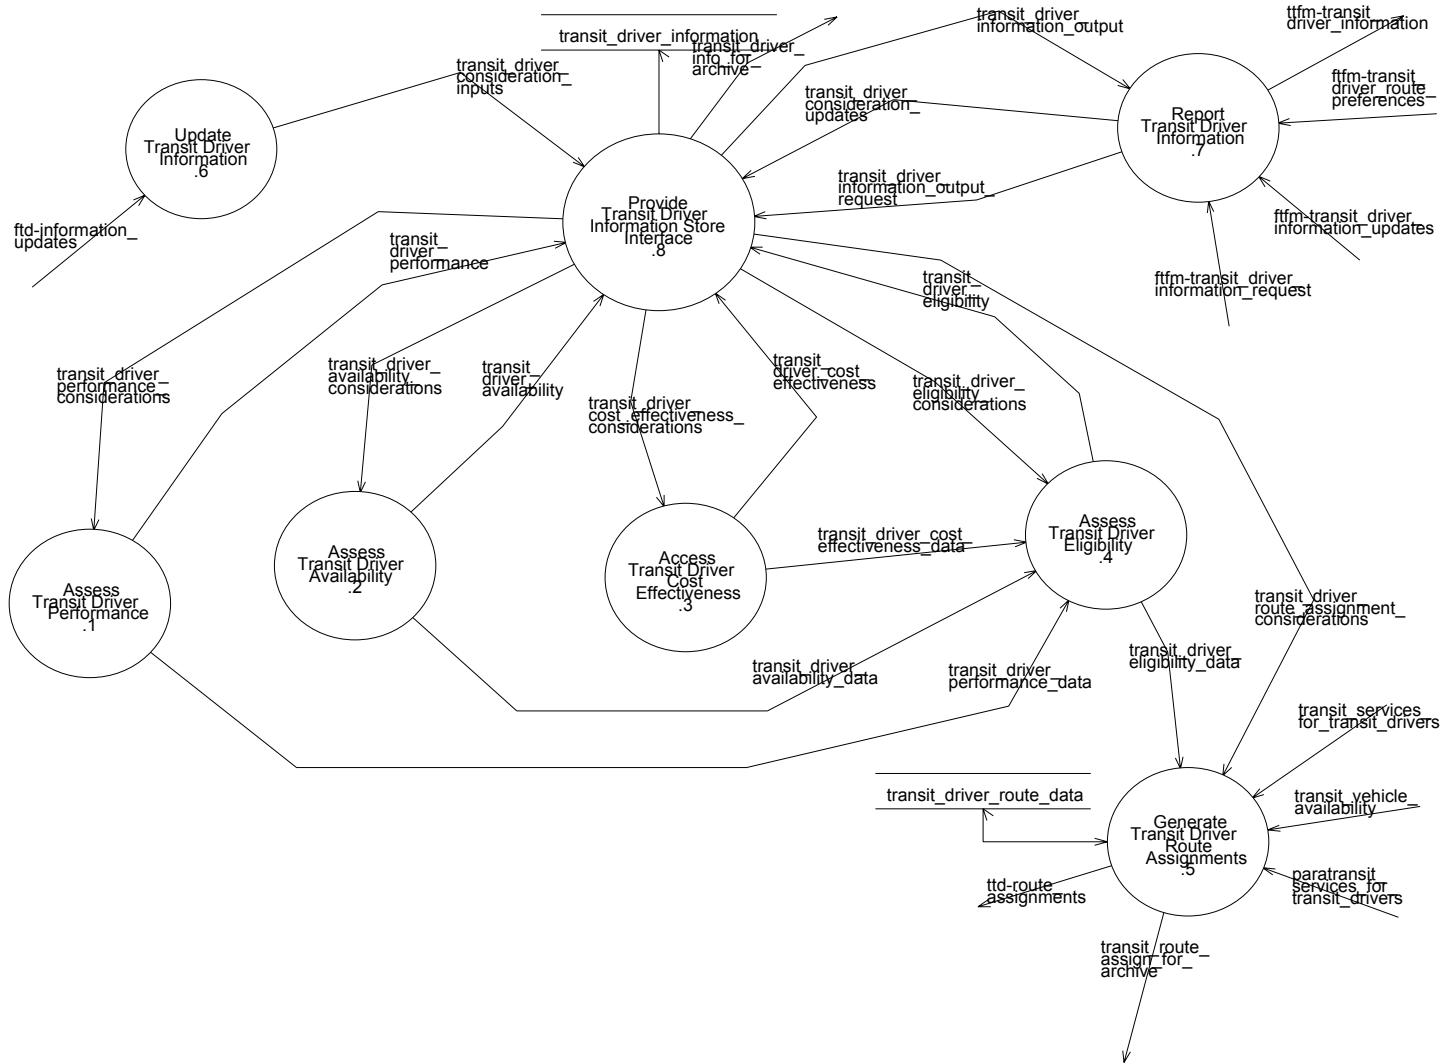 transit_driver_information
transit_driver_
info_for_
archive
transit_driver_
information_output
ttfm-transit_
driver_information
transit_driver_
consideration_
inputs
transit_driver_
consideration_
updates
ftfm-transit_
driver_route_
preferences
Update
Transit Driver
Information
.6
Report
Transit Driver
Information
.7
ftd-information_
updates
transit_driver_
information_output_
request
Provide
Transit Driver
Information Store
Interface
.8
ftfm-transit_driver_
information_updates
transit_
driver_
performance
transit_
driver_
eligibility
ftfm-transit_driver_
information_request
transit_driver_
performance_
considerations
transit_driver_
availability_
considerations
transit_
driver_
availability
transit_driver_
cost_effectiveness_
considerations
transit_
driver_cost_
effectiveness
transit_driver_
eligibility_
considerations
Assess
Transit Driver
Performance
.1
Assess
Transit Driver
Availability
.2
Access
Transit Driver
Cost
Effectiveness
.3
transit_driver_cost_
effectiveness_data
Assess
Transit Driver
Eligibility
.4
transit_driver_
availability_data
transit_driver_
performance_data
transit_driver_
eligibility_data
transit_driver_
route_assignment_
considerations
transit_services_
for_transit_drivers
transit_driver_route_data
transit_vehicle_
availability
Generate
Transit Driver
Route
Assignments
.5
ttd-route_
assignments
paratransit_
services_for_
transit_drivers
transit_route_
assign_for_
archive